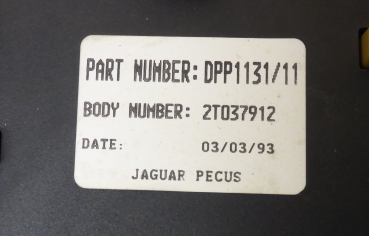 PART NUMBER: DPP1131/11
BODY NUMBER: 2T037912
DATE: 03/03/93
JAGUAR PECUS